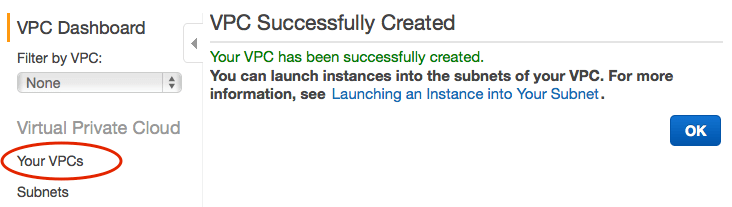 VPC Dashboard
Filter by VPC:
None
Virtual Private Cloud
Your VPCs
Subnets
VPC Successfully Created
Your VPC has been successfully created.
You can launch instances into the subnets of your VPC. For more
information, see Launching an Instance into Your Subnet.
OK